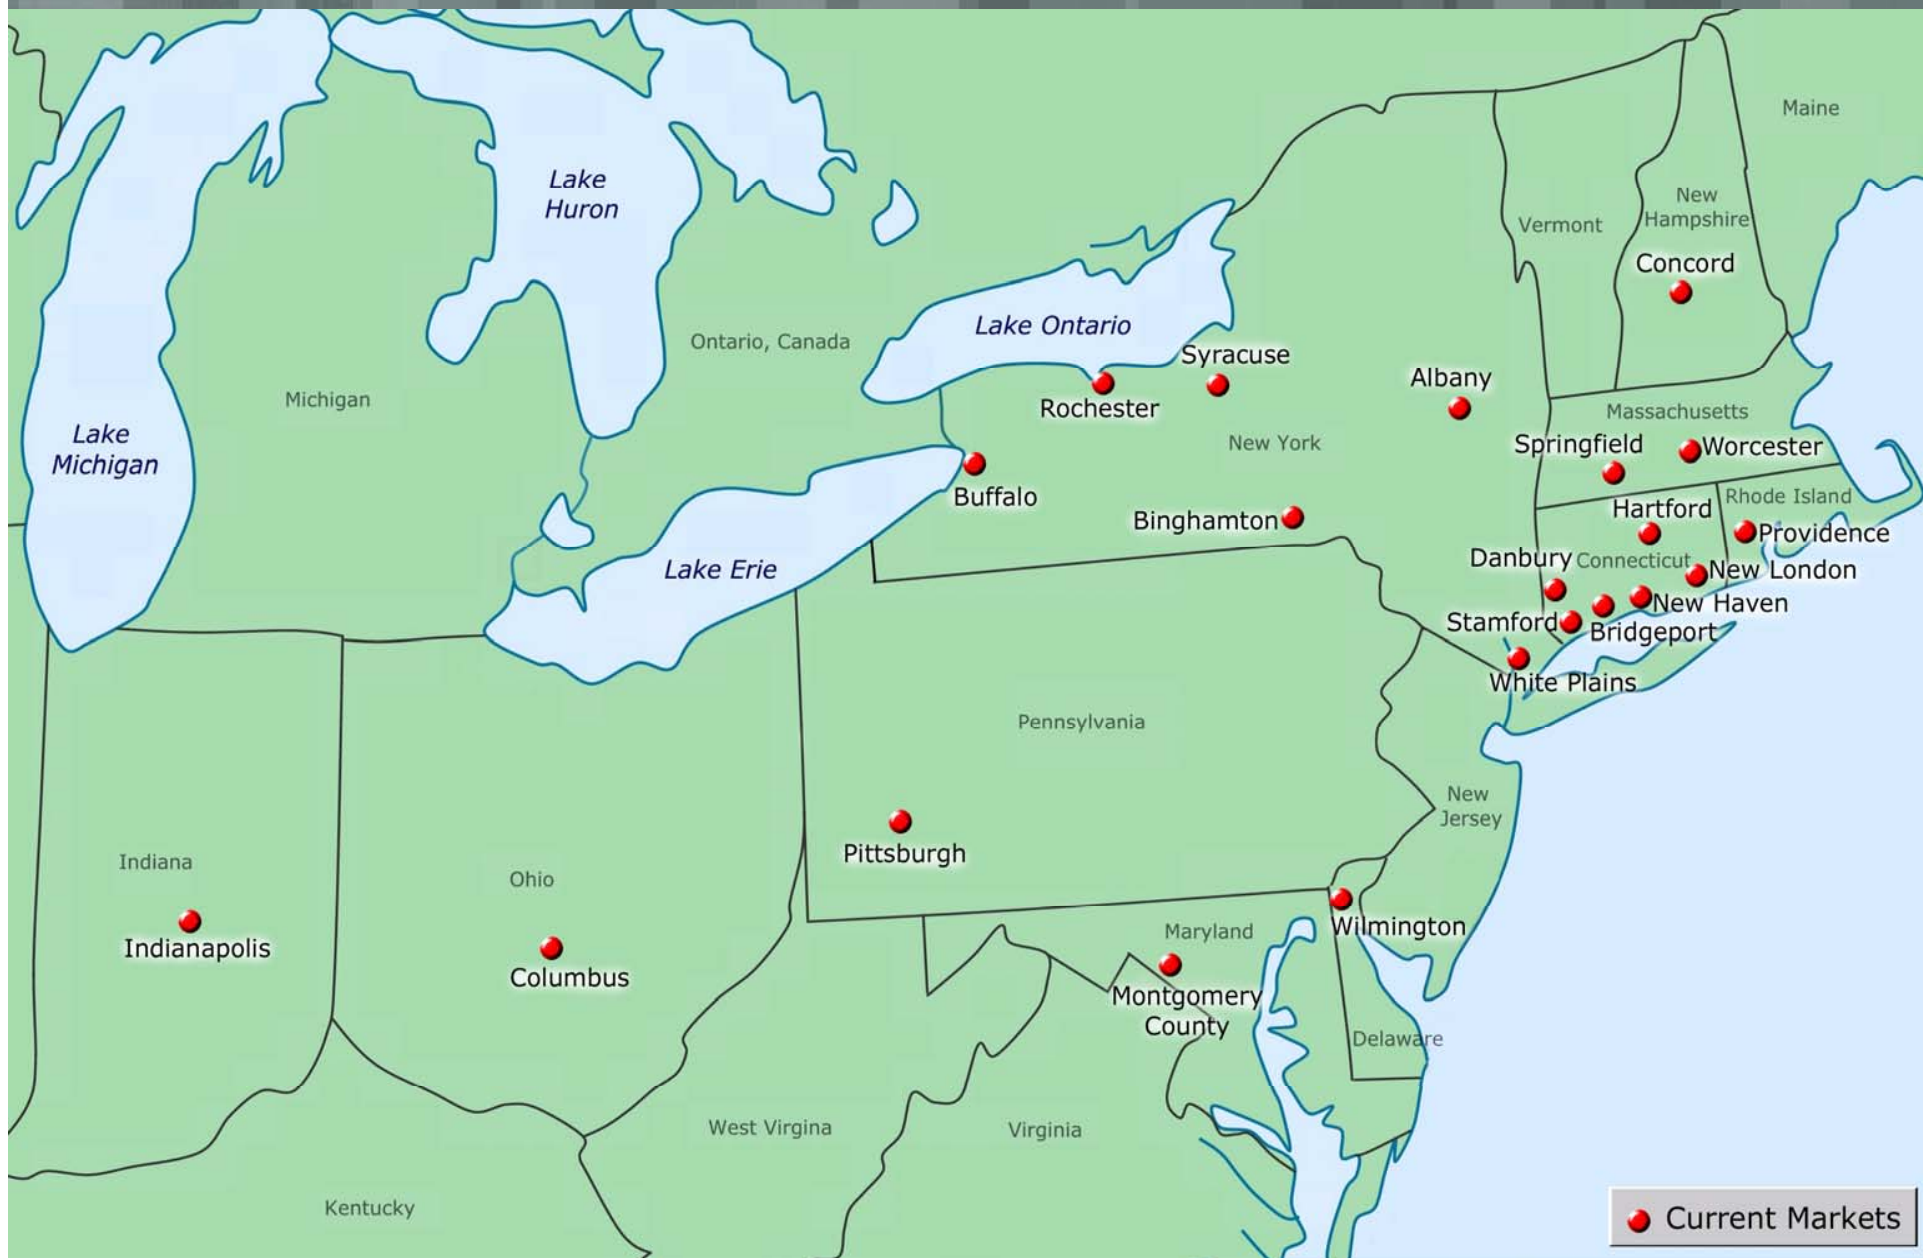 Maine
Lake
Huron
New
Hampshire
Vermont
Concord
Lake Ontario
Ontario, Canada
Syracuse
Albany
Michigan
Rochester
Massachusetts
Lake
Michigan
New York
Springfield
Worcester
Buffalo
Rhode Island
Hartford
Binghamton
Providence
Danbury
Connecticut
Lake Erie
New London
New Haven
Stamford
Bridgeport
White Plains
Pennsylvania
New
Jersey
Pittsburgh
Indiana
Ohio
Wilmington
Maryland
Indianapolis
Columbus
Montgomery
County
Delaware
West Virgina
Virginia
Kentucky
Current Markets